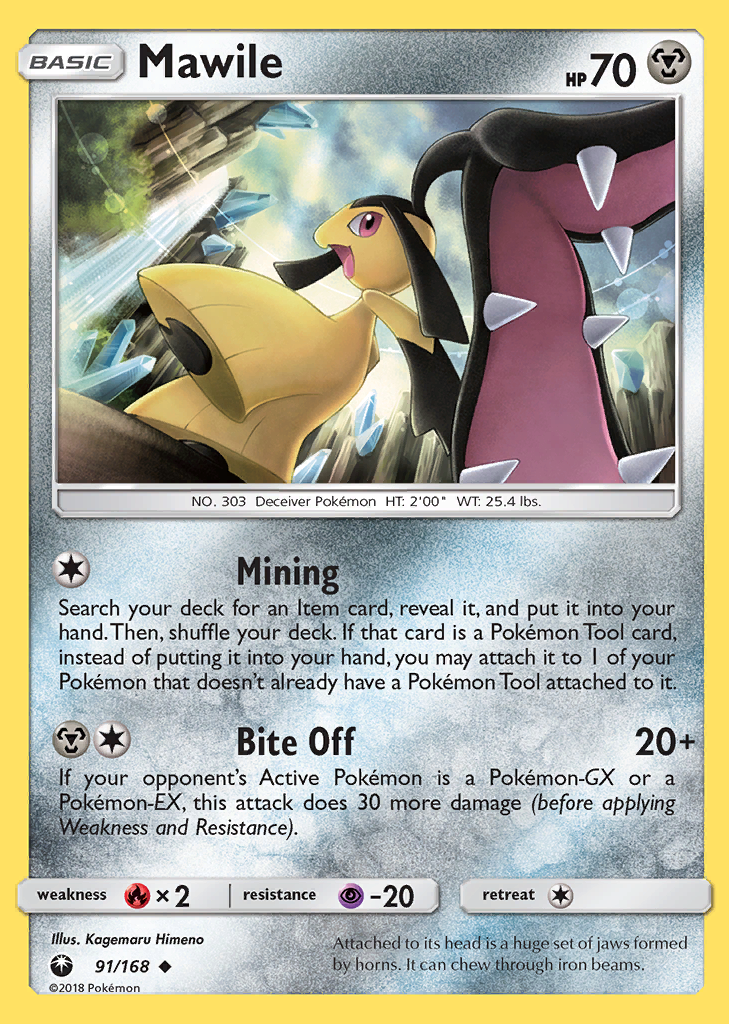 BASIC Mawile HP 70
NO. 303 Deceiver Pokémon HT: 2'00" WT: 25.4 lbs.
Mining
Search your deck for an Item card, reveal it, and put it into your
hand. Then, shuffle your deck. If that card is a Pokémon Tool card,
instead of putting it into your hand, you may attach it to 1 of your
Pokémon that doesn't already have a Pokémon Tool attached to it.
Bite Off 20+
If your opponent's Active Pokémon is a Pokémon-GX or a
Pokémon-EX, this attack does 30 more damage (before applying
Weakness and Resistance).
weakness × 2 resistance -20 retreat
Illus. Kagemaru Himeno
91/168
©2018 Pokémon
Attached to its head is a huge set of jaws formed
by horns. It can chew through iron beams.